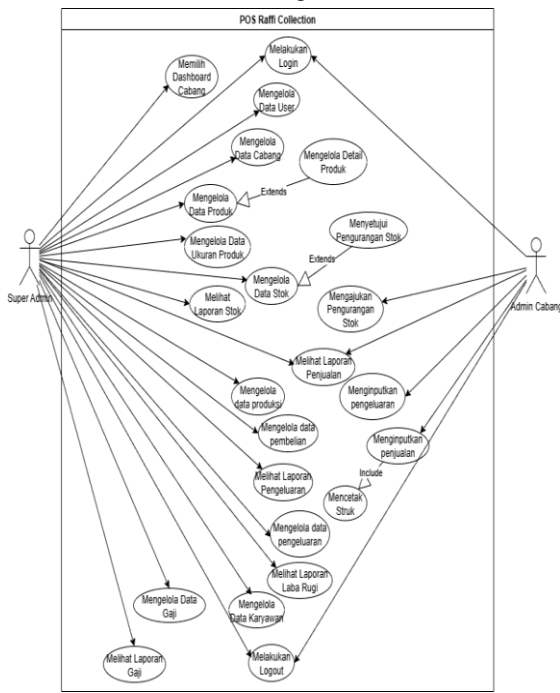 POS Raffi Collection
Melakukan
Login
Memilih
Dashboard
Cabang
Mengelola
Data User
Mengelola
Data Cabang
Mengelola Detail
Produk
Extends
Mengelola
Data Produk
Menyetujui
Pengurangan Stok
Mengelola Data
Ukuran Produk
Extends
Mengelola
Data Stok
Super Admin
Admin Cabang
Melihat
Laporan Stok
Mengajukan
Pengurangan
Stok
Melihat Laporan
Penjualan
Mengelola
data produksi
Menginputkan
pengeluaran
Mengelola data
pembelian
Menginputkan
penjualan
Include
Melihat Laporan
Pengeluaran
Mencetak
Struk
Mengelola data
pengeluaran
Melihat Laporan
Laba Rugi
Mengelola Data
Gaji
Mengelola
Data Karyawan
Melihat Laporan
Gaji
Melakukan
Logout